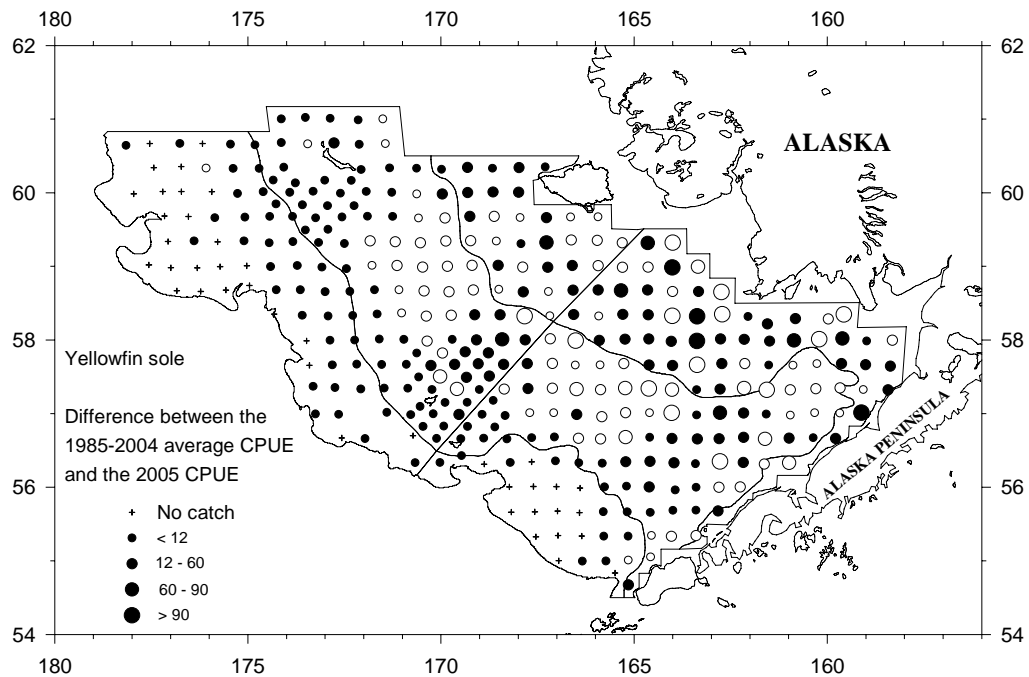 180 175 170 165 160
62 62
ALASKA
60 60
58 58
Yellowfin sole
Difference between the
1985-2004 average CPUE
and the 2005 CPUE
ALASKA PENINSULA
56 56
No catch
< 12
12 - 60
60 - 90
> 90
54 54
180 175 170 165 160